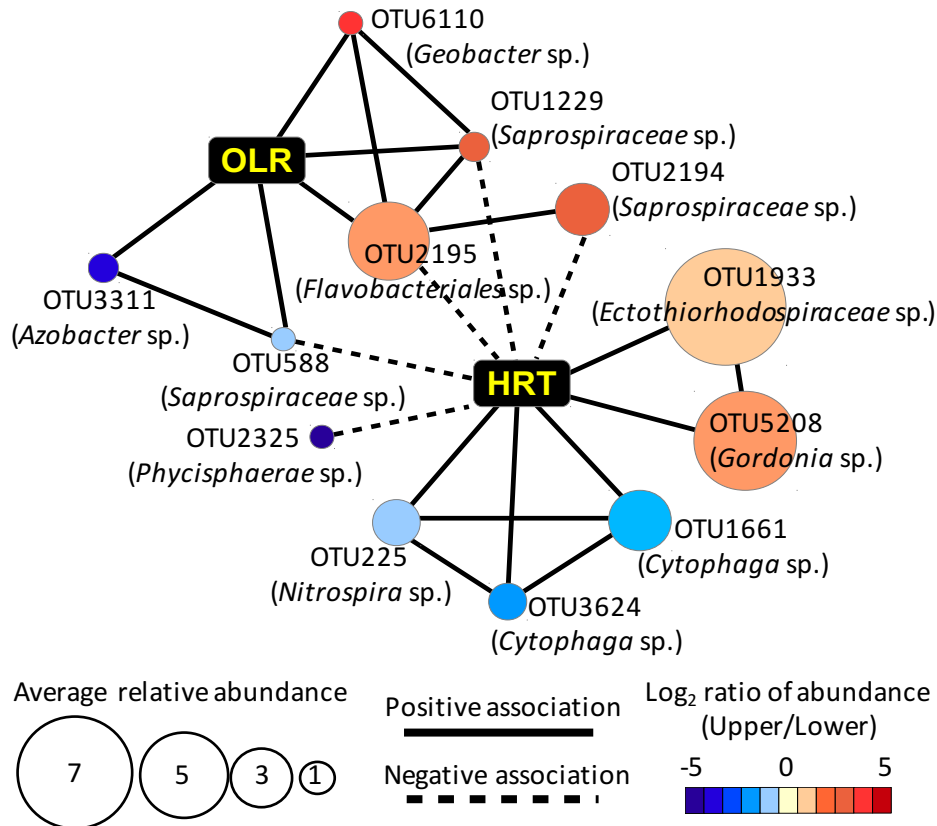 OTU6110
(Geobacter sp.)
OTU1229
(Saprospiraceae sp.)
OLR
OTU2194
(Saprospiraceae sp.)
OTU2195
(Flavobacteriales sp.)
OTU3311
(Azobacter sp.)
OTU1933
(Ectothiorhodospiraceae sp.)
OTU588
(Saprospiraceae sp.)
HRT
OTU2325
(Phycisphaerae sp.)
OTU5208
(Gordonia sp.)
OTU225
(Nitrospira sp.)
OTU1661
(Cytophaga sp.)
OTU3624
(Cytophaga sp.)
Average relative abundance
7 5 3 1
Positive association
Negative association
Log₂ ratio of abundance
(Upper/Lower)
-5 0 5